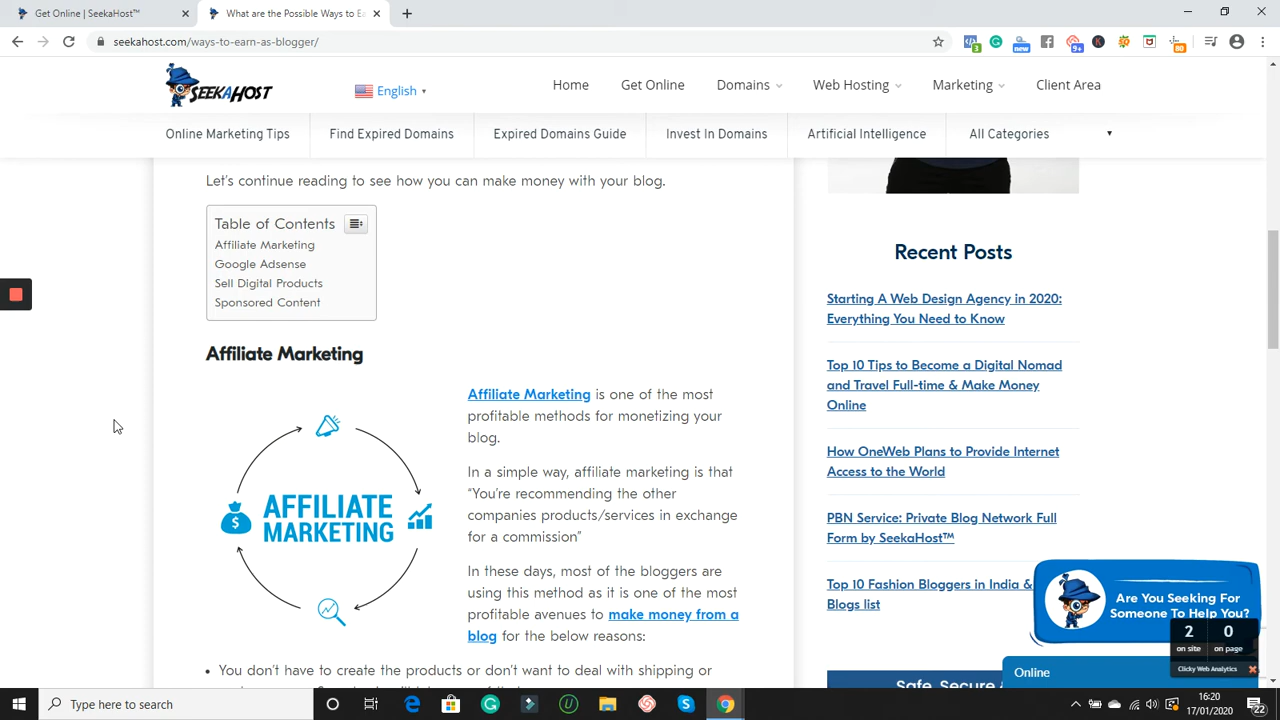 Get Online | SeekaHost™
What are the Possible Ways to Ea
seekahost.com/ways-to-earn-as-blogger/
3
new
9+
80
SEEKAHOST
English
Home
Get Online
Domains
Web Hosting
Marketing
Client Area
Online Marketing Tips
Find Expired Domains
Expired Domains Guide
Invest In Domains
Artificial Intelligence
All Categories
Let's continue reading to see how you can make money with your blog.
Table of Contents
Affiliate Marketing
Google Adsense
Sell Digital Products
Sponsored Content
Affiliate Marketing
AFFILIATE
MARKETING
Affiliate Marketing is one of the most
profitable methods for monetizing your
blog.
In a simple way, affiliate marketing is that
“You're recommending the other
companies products/services in exchange
for a commission”
In these days, most of the bloggers are
using this method as it is one of the most
profitable avenues to make money from a
blog for the below reasons:
• You don't have to create the products or don't want to deal with shipping or
Recent Posts
Starting A Web Design Agency in 2020:
Everything You Need to Know
Top 10 Tips to Become a Digital Nomad
and Travel Full-time & Make Money
Online
How OneWeb Plans to Provide Internet
Access to the World
PBN Service: Private Blog Network Full
Form by SeekaHost™
Top 10 Fashion Bloggers in India &
Blogs list
Are You Seeking For
Someone To Help You?
2
0
on site
on page
Clicky Web Analytics
Online
Safe, Secure
Type here to search
16:20
17/01/2020
22